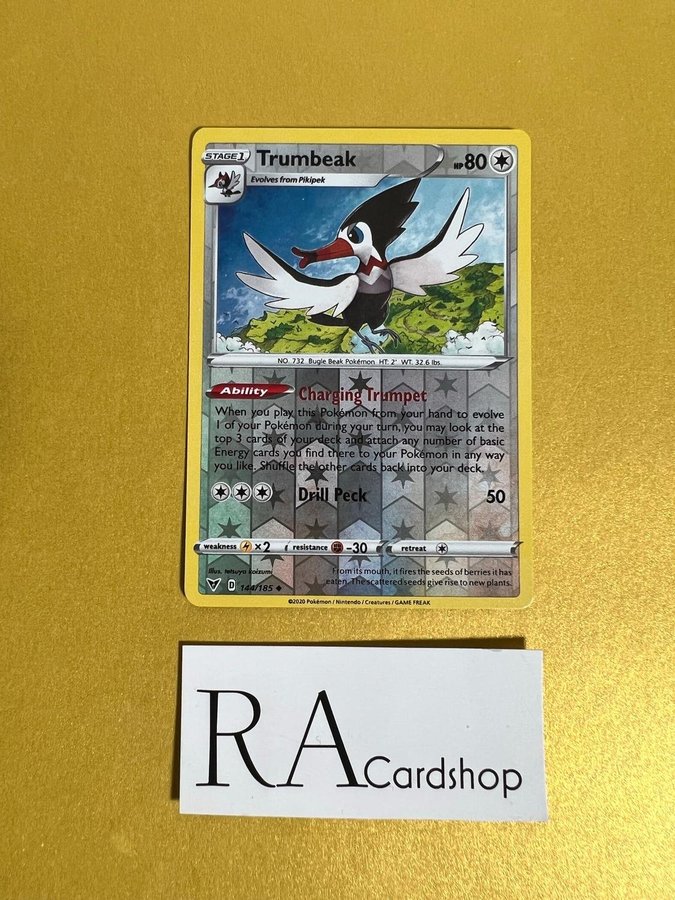 STAGE 1 Trumbeak HP 80
Evolves from Pikipek
NO. 732 Bugle Beak Pokémon HT: 2' WT: 32.6 lbs.
Ability Charging Trumpet
When you play this Pokémon from your hand to evolve
1 of your Pokémon during your turn, you may look at the
top 3 cards of your deck and attach any number of basic
Energy cards you find there to your Pokémon in any way
you like. Shuffle the other cards back into your deck.
Drill Peck 50
weakness ×2 resistance -30 retreat
Illus. tetsuya koizumi
From its mouth, it fires the seeds of berries it has
D 144/185
eaten. The scattered seeds give rise to new plants.
©2020 Pokémon / Nintendo / Creatures / GAME FREAK
RA Cardshop